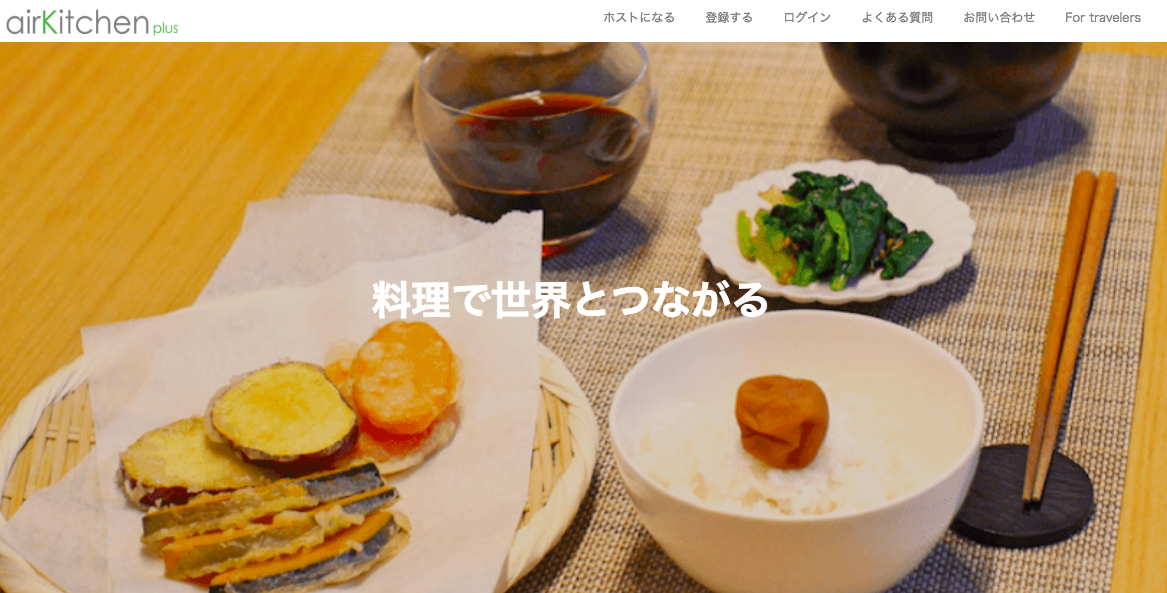 airKitchen plus
ホストになる 登録する ログイン よくある質問 お問い合わせ For travelers
料理で世界とつながる